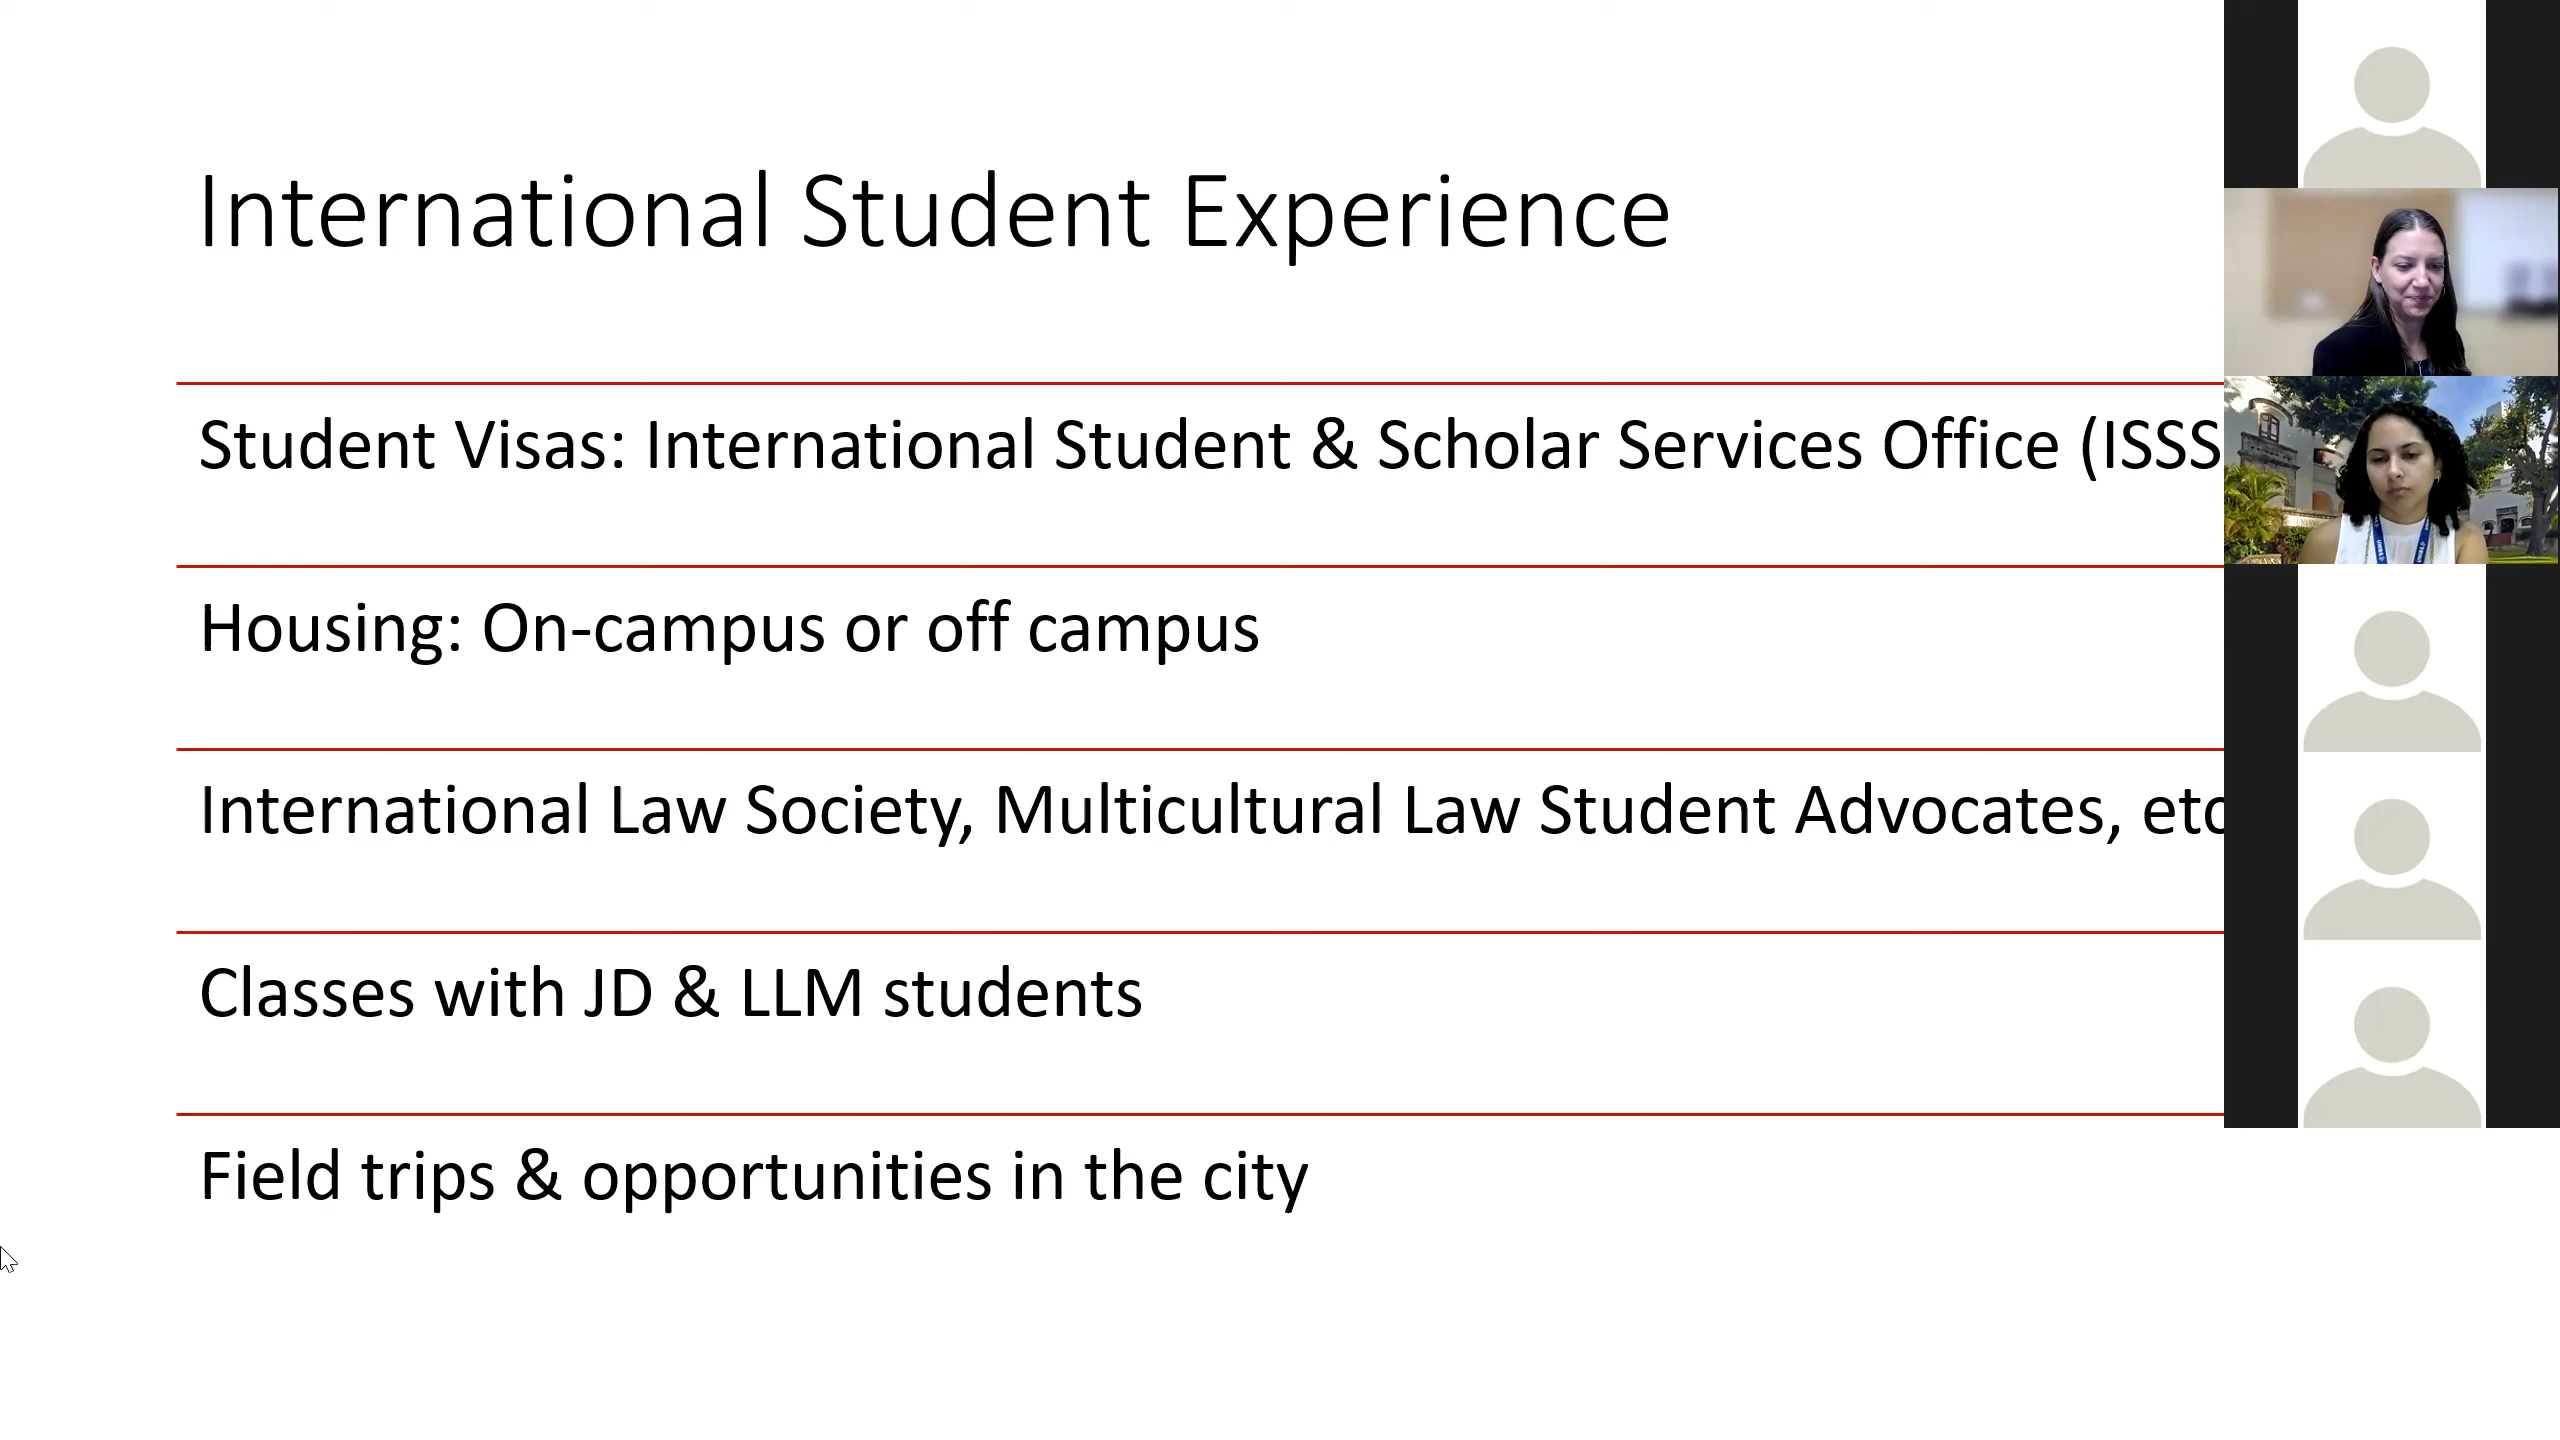 International Student Experience
Student Visas: International Student & Scholar Services Office (ISSS
Housing: On-campus or off campus
International Law Society, Multicultural Law Student Advocates, etc
Classes with JD & LLM students
Field trips & opportunities in the city